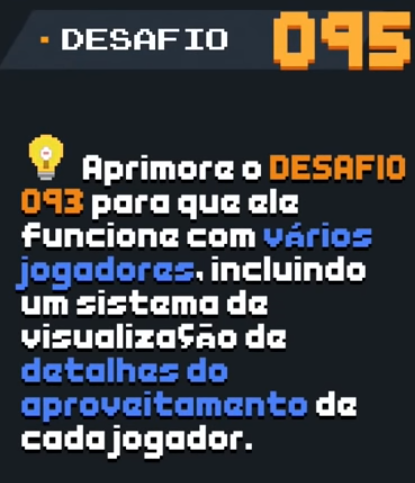 DESAFIO 095
Aprimore o DESAFIO
093 para que ele
funcione com vários
jogadores, incluindo
um sistema de
visualização de
detalhes do
aproveitamento de
cada jogador.